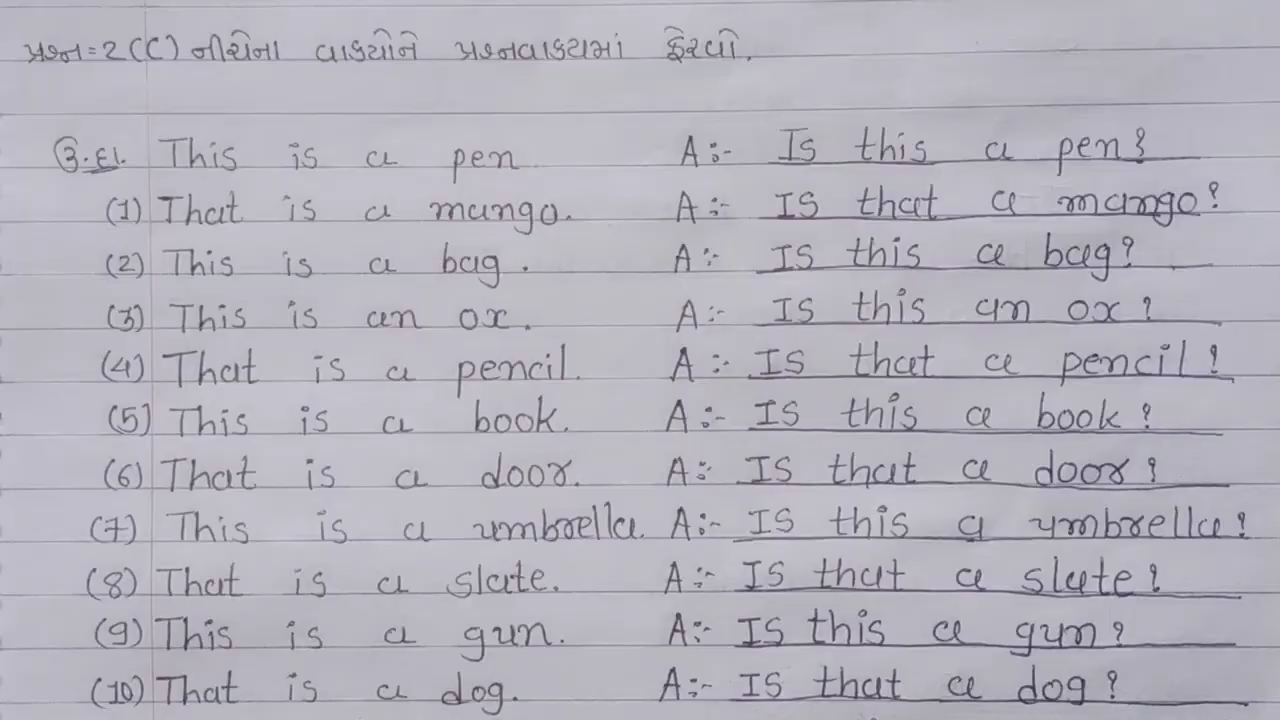 પ્રશ્ન=2 (C) નીચેના વાક્યોને પ્રશ્નવાક્યમાં ફેરવો.
ઉ.દા. This is a pen A:- Is this a pen?
(1) That is a mango. A:- IS that a mango?
(2) This is a bag. A:- IS this a bag?
(3) This is an ox. A:- IS this an ox?
(4) That is a pencil. A:- IS that a pencil?
(5) This is a book. A:- IS this a book?
(6) That is a door. A:- IS that a door?
(7) This is a umbrella. A:- IS this a umbrella?
(8) That is a slate. A:- IS that a slate?
(9) This is a gun. A:- IS this a gun?
(10) That is a dog. A:- IS that a dog?